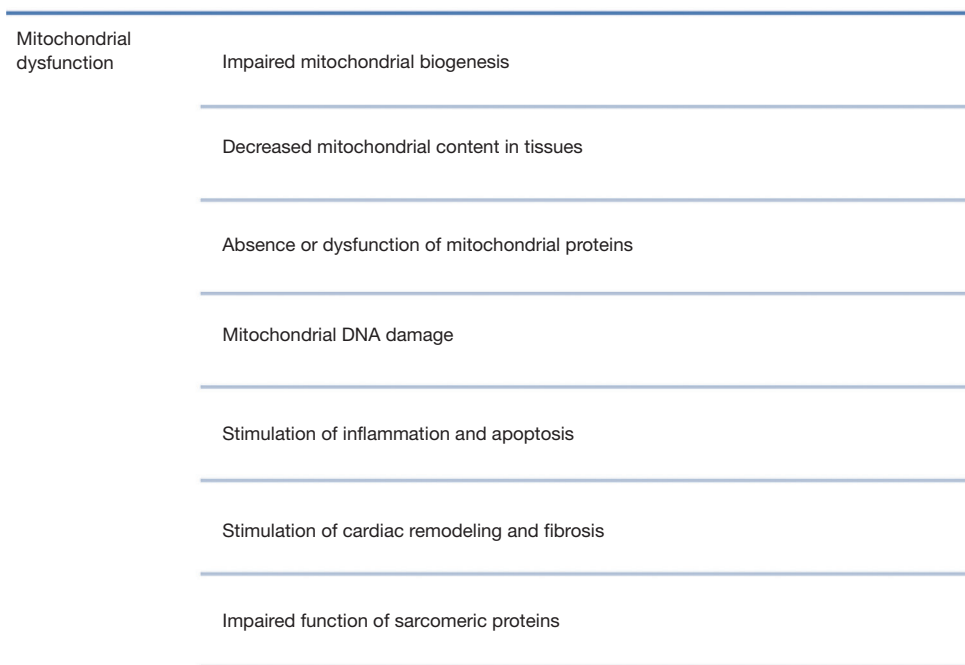 Mitochondrial
dysfunction
Impaired mitochondrial biogenesis
Decreased mitochondrial content in tissues
Absence or dysfunction of mitochondrial proteins
Mitochondrial DNA damage
Stimulation of inflammation and apoptosis
Stimulation of cardiac remodeling and fibrosis
Impaired function of sarcomeric proteins